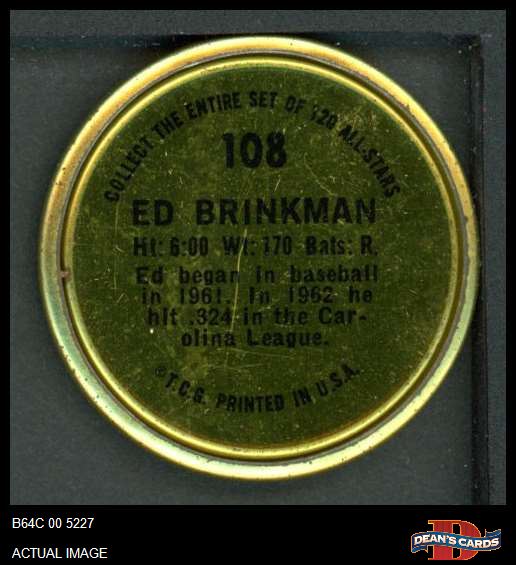 COLLECT THE ENTIRE SET OF 120 ALL-STARS
108
ED BRINKMAN
Ht: 6:00 Wt: 170 Bats: R.
Ed began in baseball
in 1961. In 1962 he
hit .324 in the Car-
olina League.
©T.C.G. PRINTED IN U.S.A.
B64C 00 5227
ACTUAL IMAGE
D
DEAN'S CARDS